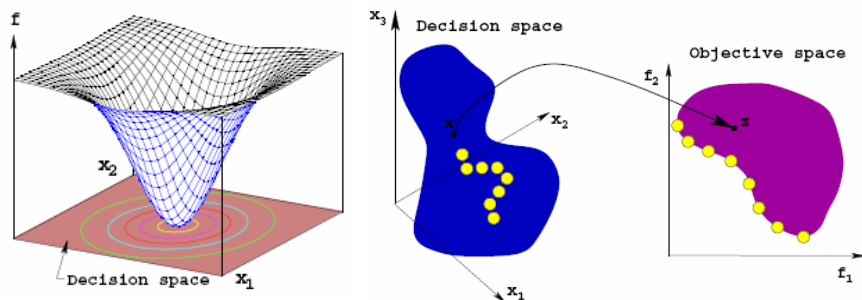 f
x2
x1
Decision space
x3
Decision space
x
x2
x1
Objective space
f2
z
f1